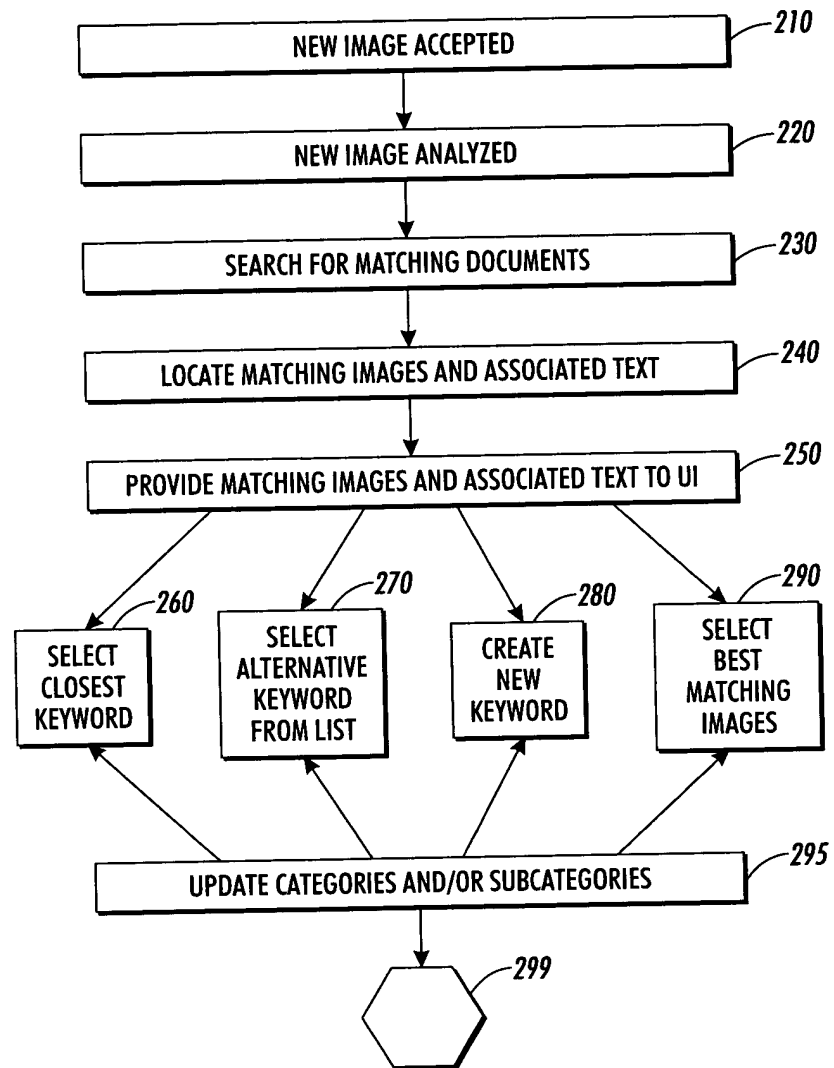 210
NEW IMAGE ACCEPTED
220
NEW IMAGE ANALYZED
230
SEARCH FOR MATCHING DOCUMENTS
240
LOCATE MATCHING IMAGES AND ASSOCIATED TEXT
250
PROVIDE MATCHING IMAGES AND ASSOCIATED TEXT TO UI
260
SELECT
CLOSEST
KEYWORD
270
SELECT
ALTERNATIVE
KEYWORD
FROM LIST
280
CREATE
NEW
KEYWORD
290
SELECT
BEST
MATCHING
IMAGES
295
UPDATE CATEGORIES AND/OR SUBCATEGORIES
299